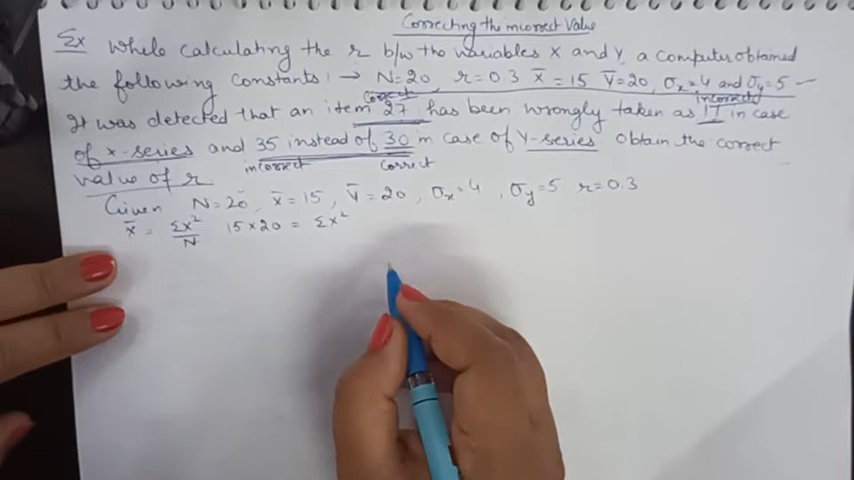 Correcting the incorrect Value
Ex While calculating the r b/w the variables X and Y, a computer obtained
the following constants: → N=20 r=0.3 X̅=15 Y̅=20, σx=4 and σy=5 —
correct incorrect
It was detected that an item 27 has been wrongly taken as 17 in case
of x-series and 35 instead of 30 in case of Y-series obtain the correct
incorrect correct
value of r
Given N=20, x̅=15, Y̅=20, σx=4, σy=5 r=0.3
x̅ = Σx²/N 15×20 = Σx²